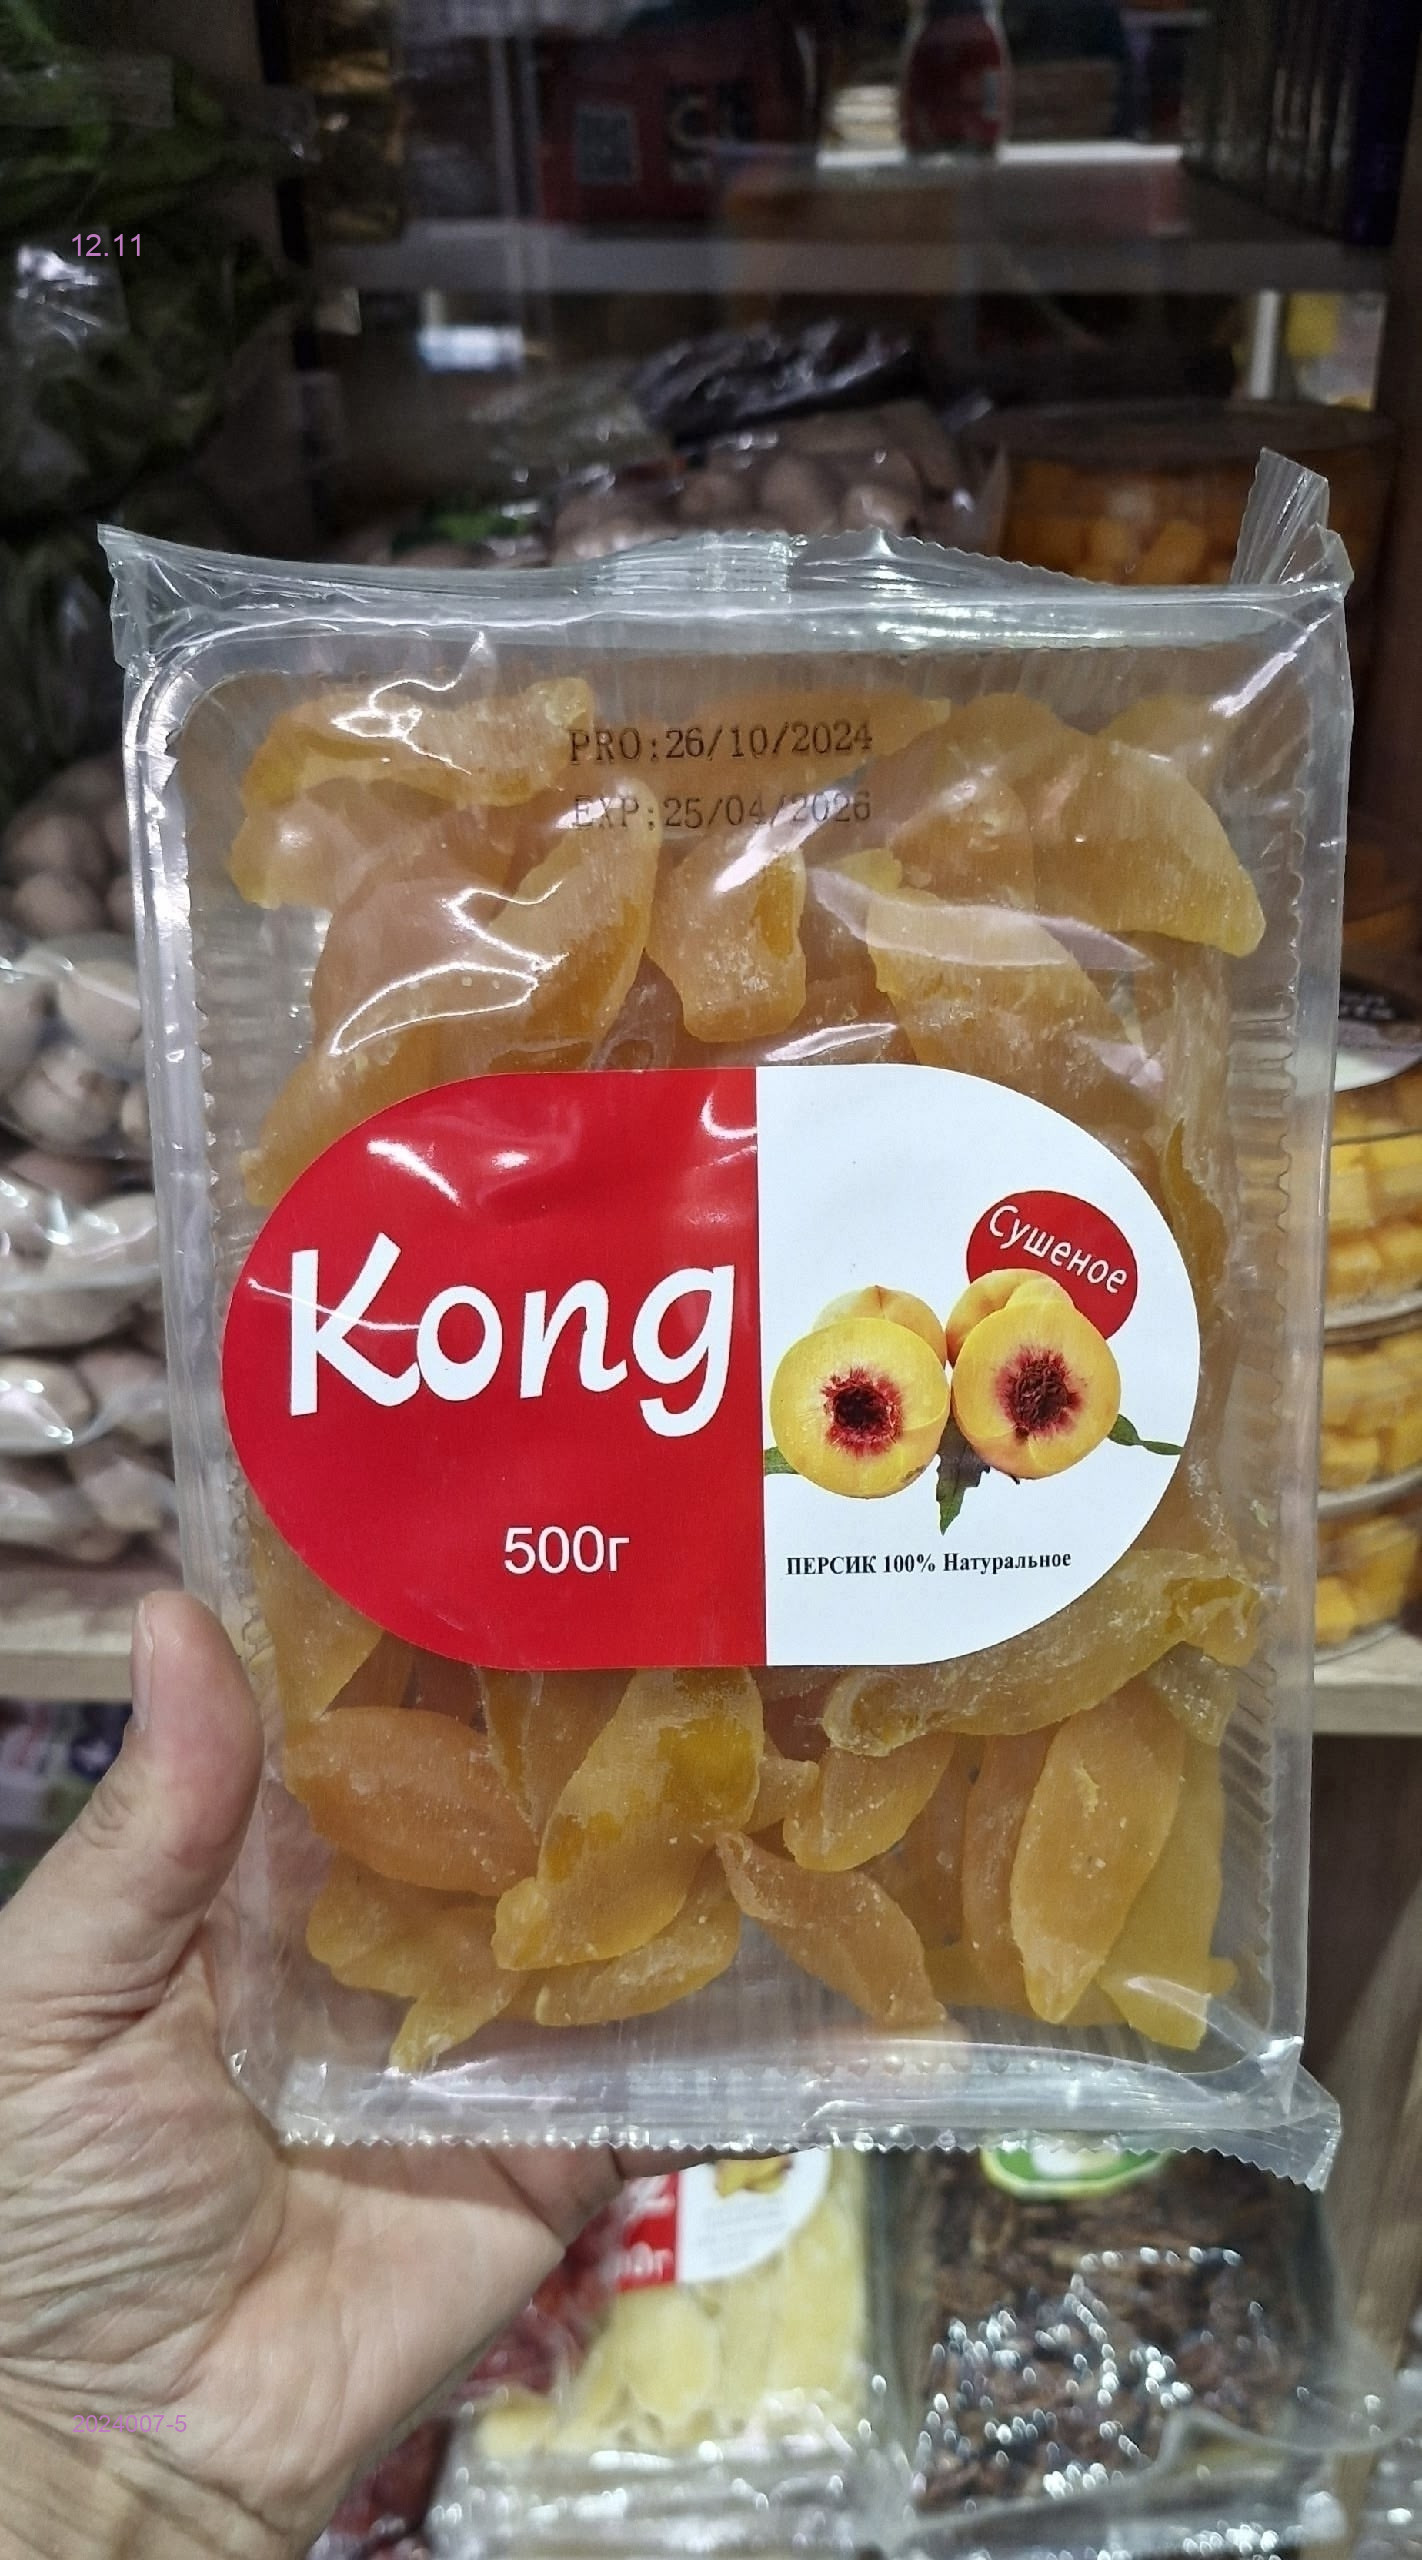 12.11
PRO:26/10/2024
EXP:25/04/2026
Kong
Сушеное
500г
ПЕРСИК 100% Натуральное
2024007-5